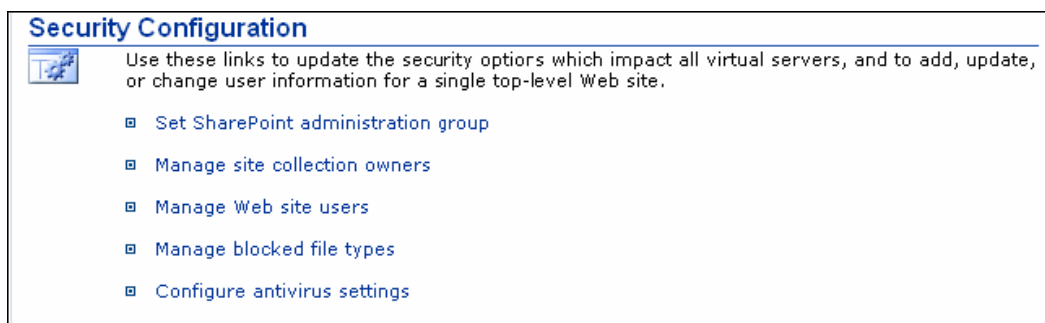 Security Configuration
Use these links to update the security options which impact all virtual servers, and to add, update,
or change user information for a single top-level Web site.
Set SharePoint administration group
Manage site collection owners
Manage Web site users
Manage blocked file types
Configure antivirus settings